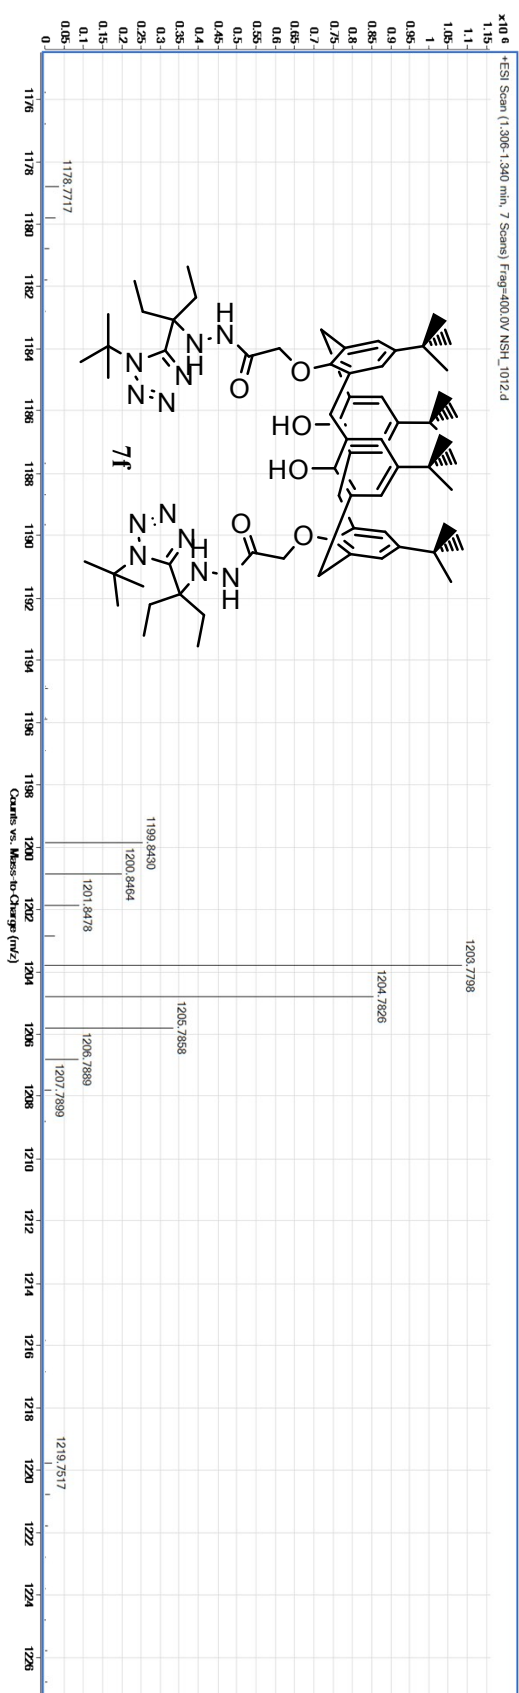 +ESI Scan (1.306-1.340 min, 7 Scans) Frag=400.0V NSH_1012.d
x10 6
1.15
1.1
1.05
1
0.95
0.9
0.85
0.8
0.75
0.7
0.65
0.6
0.55
0.5
0.45
0.4
0.35
0.3
0.25
0.2
0.15
0.1
0.05
0
1178.7717
1199.8430
1200.8464
1201.8478
1203.7798
1204.7826
1205.7858
1206.7889
1207.7899
1219.7517
HO
HO
O
O
O
O
N
H
N
H
N
H
N
H
N
N
N
N
N
N
N
N
7f
1176 1178 1180 1182 1184 1186 1188 1190 1192 1194 1196 1198 1200 1202 1204 1206 1208 1210 1212 1214 1216 1218 1220 1222 1224 1226
Counts vs. Mass-to-Charge (m/z)